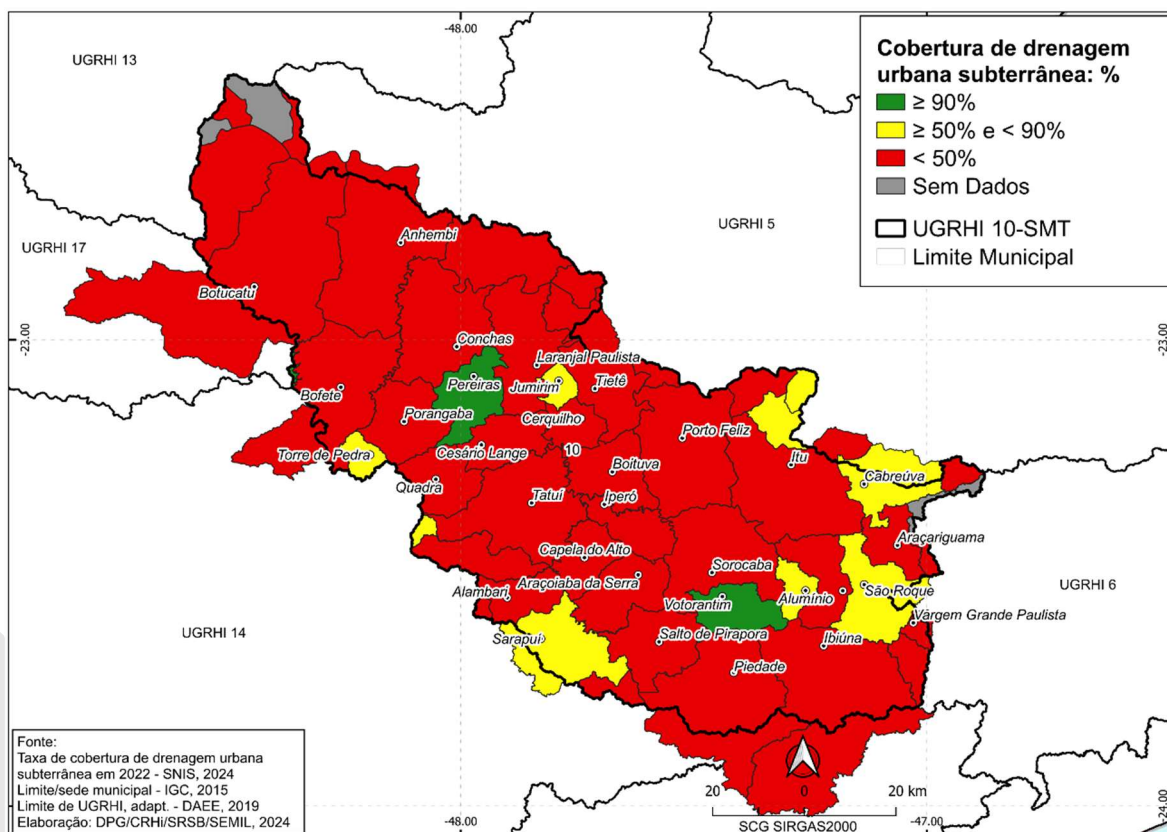 -48.00
UGRHI 13
Cobertura de drenagem
urbana subterrânea: %
≥ 90%
≥ 50% e < 90%
< 50%
Sem Dados
UGRHI 10-SMT
Limite Municipal
UGRHI 5
UGRHI 17
Anhembi
Botucatu
-23.00
-23.00
Conchas
Laranjal Paulista
Pereiras
Jumirim
Tietê
Bofete
Porangaba
Cerquilho
Porto Feliz
Torre de Pedra
Cesário Lange
10
Boituva
Itu
Cabreúva
Quadra
Tatuí
Iperó
Araçariguama
Capela do Alto
Sorocaba
Araçoiaba da Serra
Alumínio
São Roque
UGRHI 6
Alambari
Votorantim
Vargem Grande Paulista
UGRHI 14
Sarapuí
Salto de Pirapora
Ibiúna
Piedade
Fonte:
Taxa de cobertura de drenagem urbana
subterrânea em 2022 - SNIS, 2024
Limite/sede municipal - IGC, 2015
Limite de UGRHI, adapt. - DAEE, 2019
Elaboração: DPG/CRHi/SRSB/SEMIL, 2024
20 0 20 km
SCG SIRGAS2000
-48.00
-47.00
-24.00